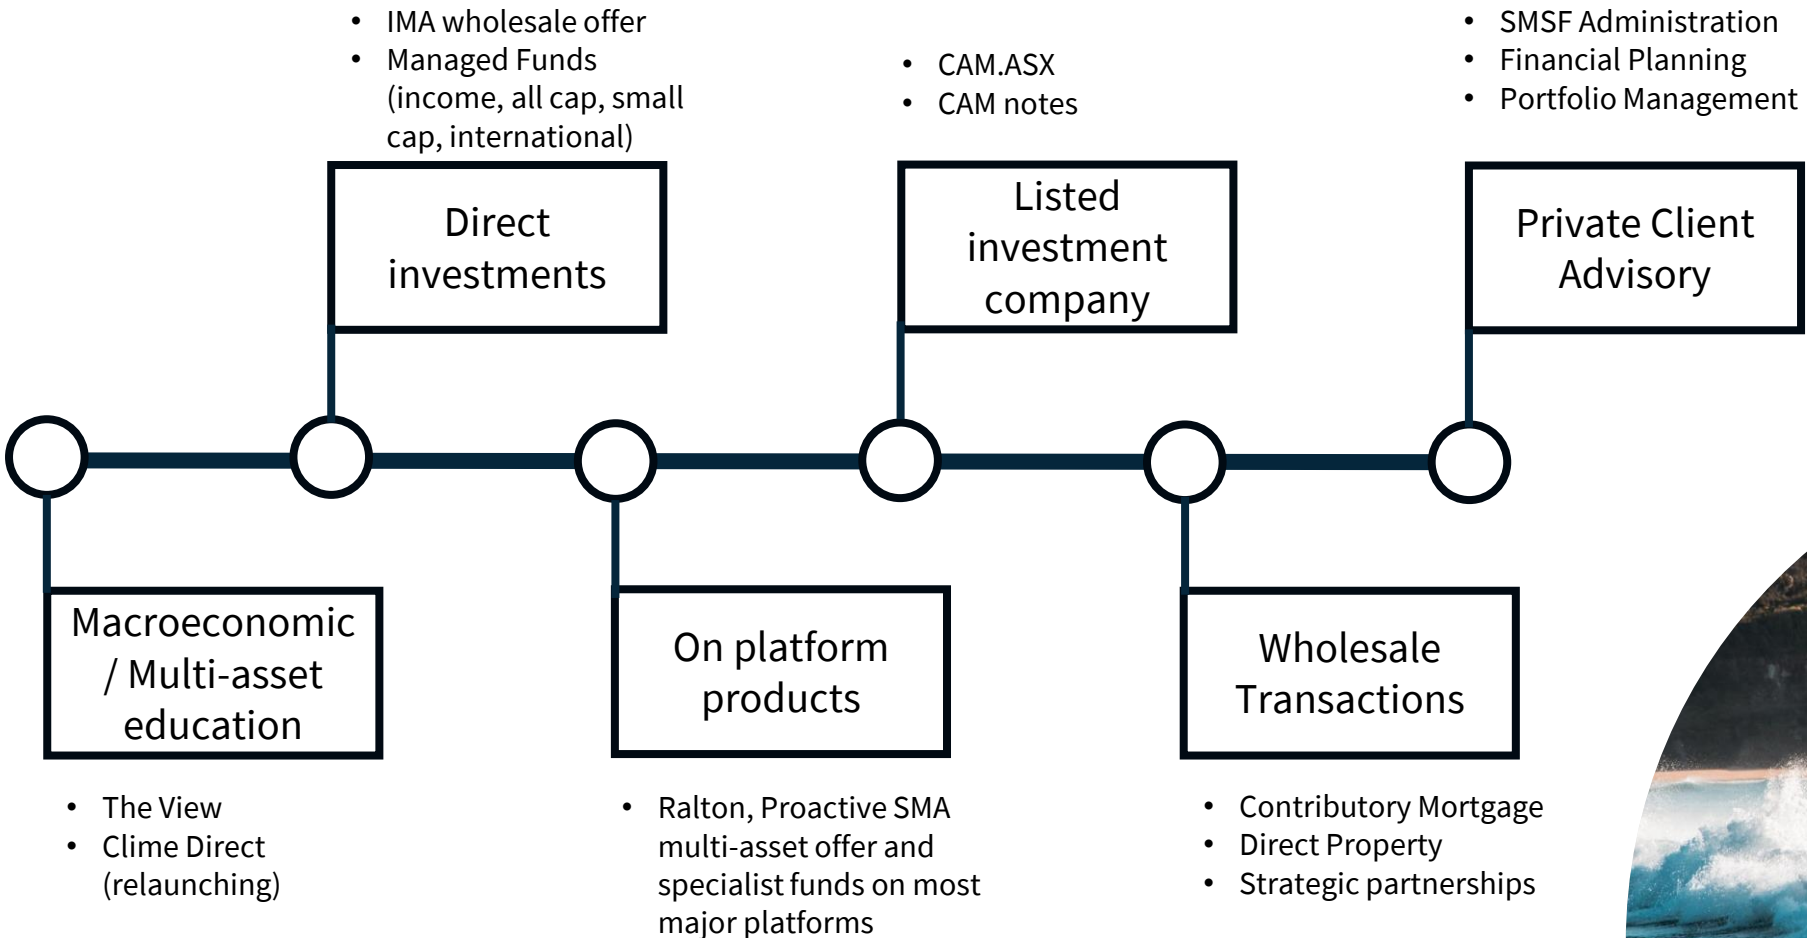 • IMA wholesale offer
• Managed Funds
(income, all cap, small
cap, international)
Direct
investments
• CAM.ASX
• CAM notes
Listed
investment
company
• SMSF Administration
• Financial Planning
• Portfolio Management
Private Client
Advisory
Macroeconomic
/ Multi-asset
education
• The View
• Clime Direct
(relaunching)
On platform
products
• Ralton, Proactive SMA
multi-asset offer and
specialist funds on most
major platforms
Wholesale
Transactions
• Contributory Mortgage
• Direct Property
• Strategic partnerships